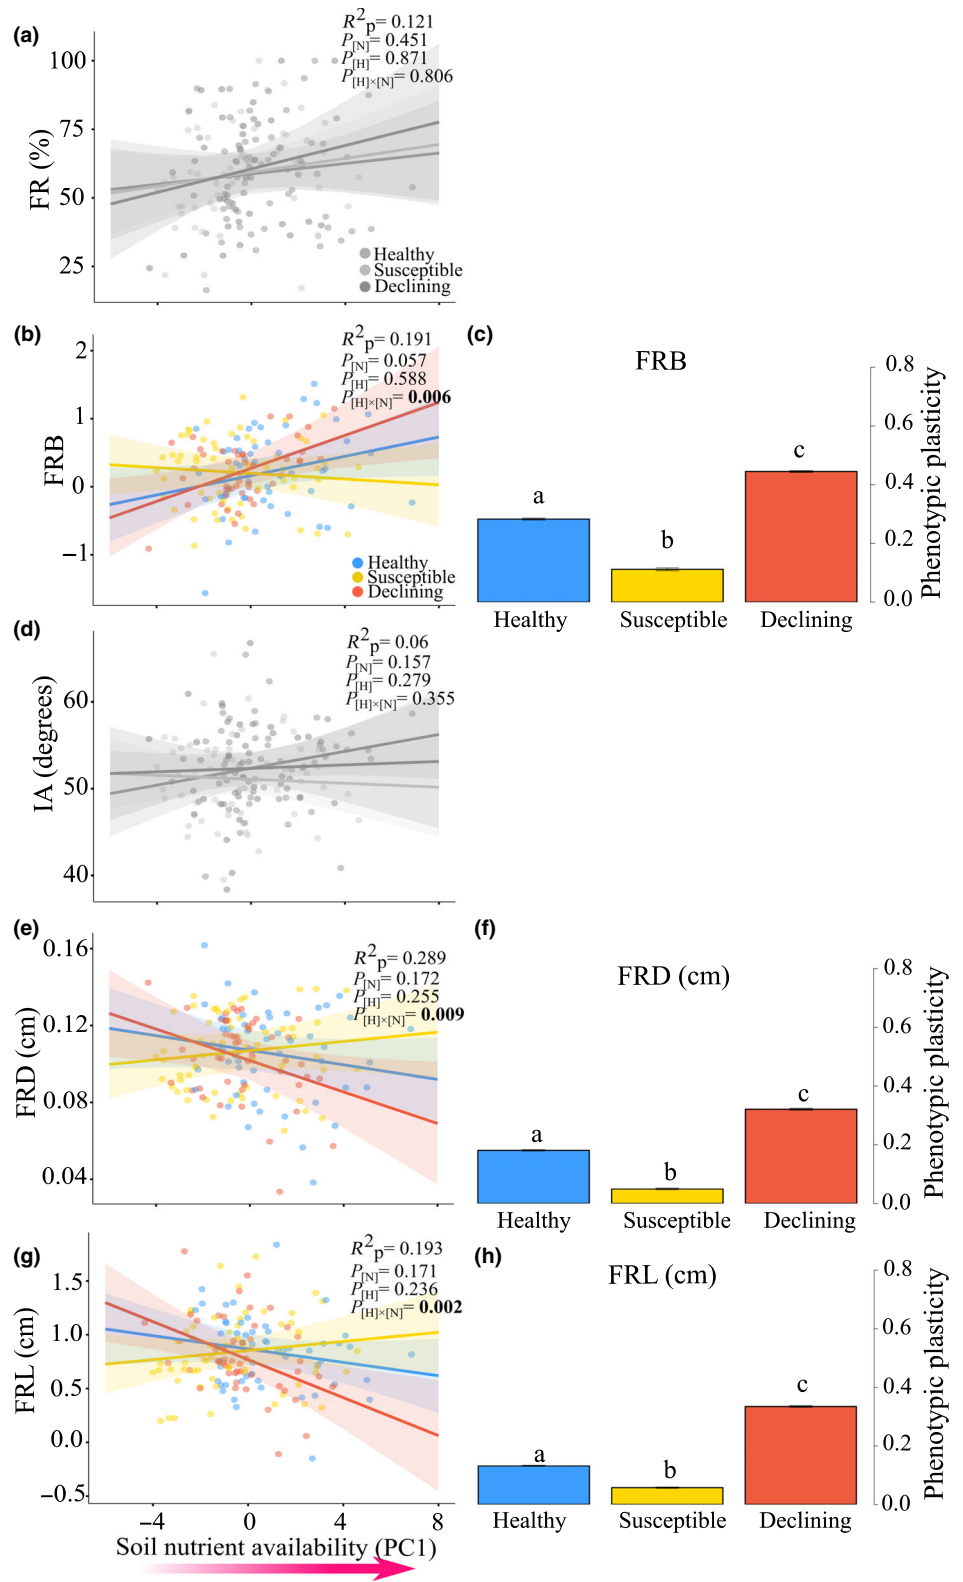 (a)
R²p= 0.121
P[N]= 0.451
P[H]= 0.871
P[H]×[N]= 0.806
100
75
50
25
FR (%)
Healthy
Susceptible
Declining
(b)
R²p= 0.191
P[N]= 0.057
P[H]= 0.588
P[H]×[N]= 0.006
2
1
0
−1
FRB
Healthy
Susceptible
Declining
(c)
FRB
a
b
c
0.8
0.6
0.4
0.2
0.0
Phenotypic plasticity
Healthy
Susceptible
Declining
(d)
R²p= 0.06
P[N]= 0.157
P[H]= 0.279
P[H]×[N]= 0.355
60
50
40
IA (degrees)
(e)
R²p= 0.289
P[N]= 0.172
P[H]= 0.255
P[H]×[N]= 0.009
0.16
0.12
0.08
0.04
FRD (cm)
(f)
FRD (cm)
a
b
c
0.8
0.6
0.4
0.2
0.0
Phenotypic plasticity
Healthy
Susceptible
Declining
(g)
R²p= 0.193
P[N]= 0.171
P[H]= 0.236
P[H]×[N]= 0.002
1.5
1.0
0.5
0.0
−0.5
FRL (cm)
−4 0 4 8
Soil nutrient availability (PC1)
(h)
FRL (cm)
a
b
c
0.8
0.6
0.4
0.2
0.0
Phenotypic plasticity
Healthy
Susceptible
Declining